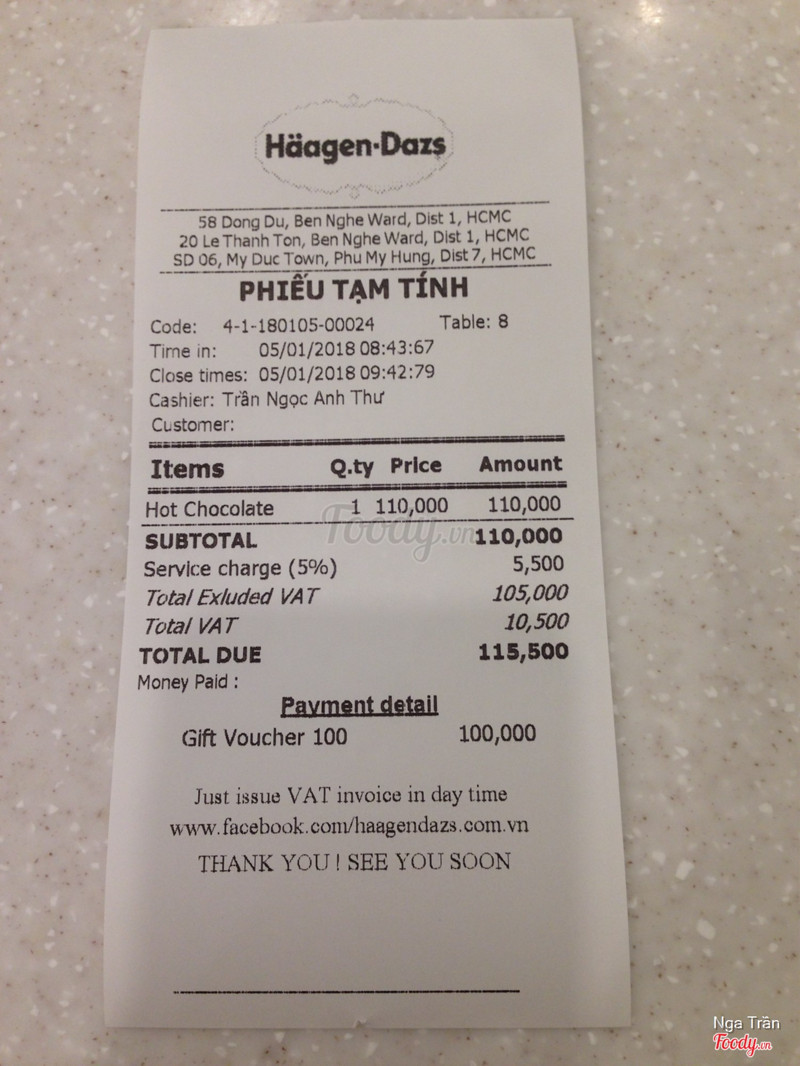 Häagen-Dazs
58 Dong Du, Ben Nghe Ward, Dist 1, HCMC
20 Le Thanh Ton, Ben Nghe Ward, Dist 1, HCMC
SD 06, My Duc Town, Phu My Hung, Dist 7, HCMC
PHIẾU TẠM TÍNH
Code: 4-1-180105-00024 Table: 8
Time in: 05/01/2018 08:43:67
Close times: 05/01/2018 09:42:79
Cashier: Trần Ngọc Anh Thư
Customer:
Items Q.ty Price Amount
Hot Chocolate 1 110,000 110,000
Foody.vn
SUBTOTAL 110,000
Service charge (5%) 5,500
Total Exluded VAT 105,000
Total VAT 10,500
TOTAL DUE 115,500
Money Paid :
Payment detail
Gift Voucher 100 100,000
Just issue VAT invoice in day time
www.facebook.com/haagendazs.com.vn
THANK YOU ! SEE YOU SOON
Nga Trần
Foody.vn